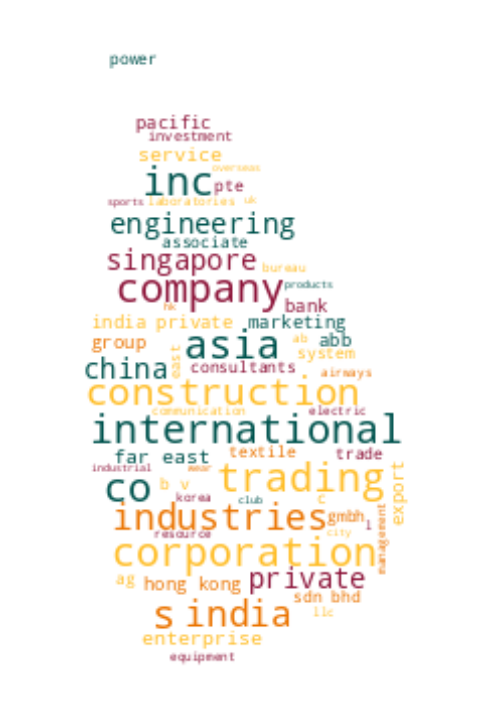 power
pacific
investment
service
overseas
inc pte
sports laboratories uk
engineering
associate
singapore bureau
company products
hk bank
india private marketing
group asia ab abb
east system
china consultants airways
construction
communication electric
international
far east textile trade
industrial wear trading export
co b v
korea club c
industries gmbh l
resource city management
corporation
ag hong kong private
sdn bhd
s india llc
enterprise
equipment